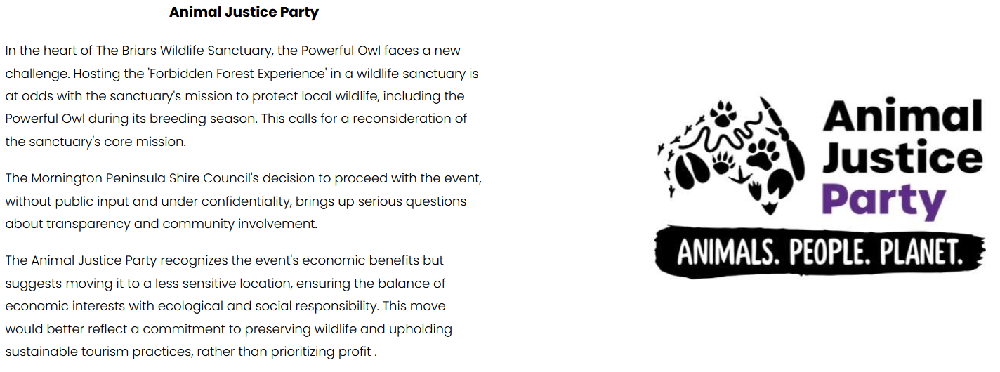 Animal Justice Party
In the heart of The Briars Wildlife Sanctuary, the Powerful Owl faces a new
challenge. Hosting the 'Forbidden Forest Experience' in a wildlife sanctuary is
at odds with the sanctuary's mission to protect local wildlife, including the
Powerful Owl during its breeding season. This calls for a reconsideration of
the sanctuary's core mission.
The Mornington Peninsula Shire Council's decision to proceed with the event,
without public input and under confidentiality, brings up serious questions
about transparency and community involvement.
The Animal Justice Party recognizes the event's economic benefits but
suggests moving it to a less sensitive location, ensuring the balance of
economic interests with ecological and social responsibility. This move
would better reflect a commitment to preserving wildlife and upholding
sustainable tourism practices, rather than prioritizing profit .
Animal
Justice
Party
ANIMALS. PEOPLE. PLANET.